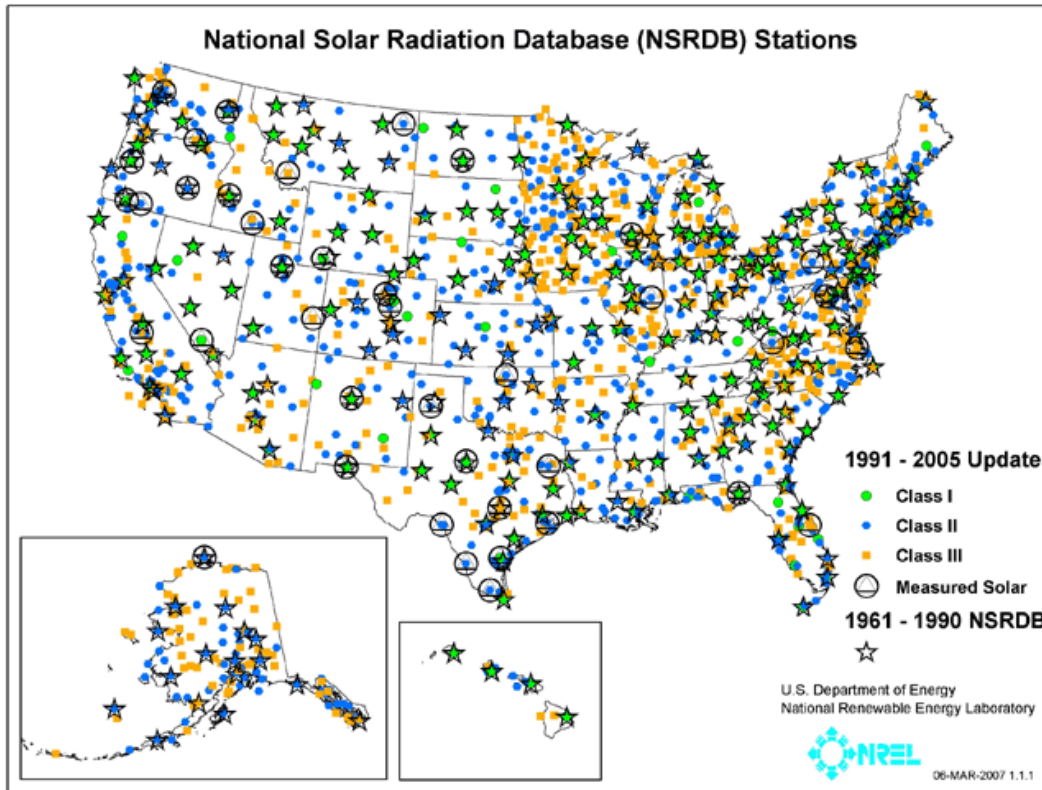 National Solar Radiation Database (NSRDB) Stations
1991 - 2005 Update
Class I
Class II
Class III
Measured Solar
1961 - 1990 NSRDB
U.S. Department of Energy
National Renewable Energy Laboratory
NREL
06-MAR-2007 1.1.1